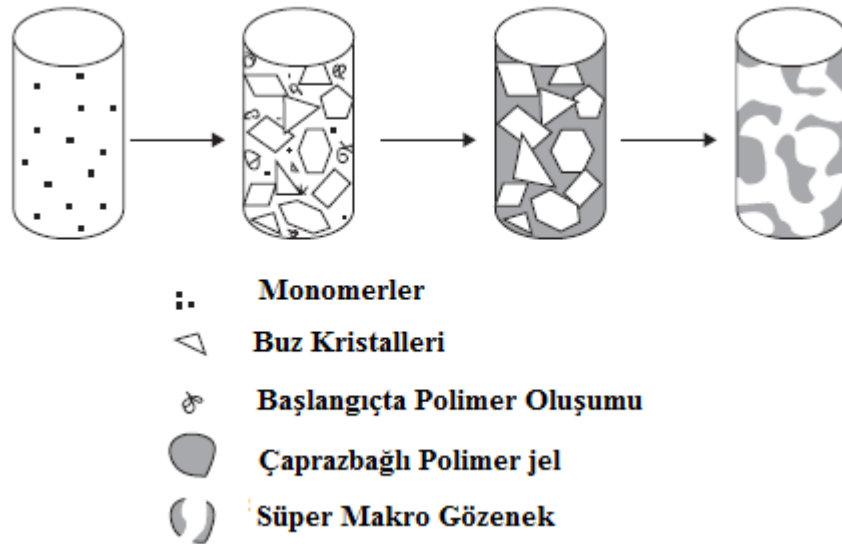 Monomerler
Buz Kristalleri
Başlangıçta Polimer Oluşumu
Çaprazbağlı Polimer jel
Süper Makro Gözenek